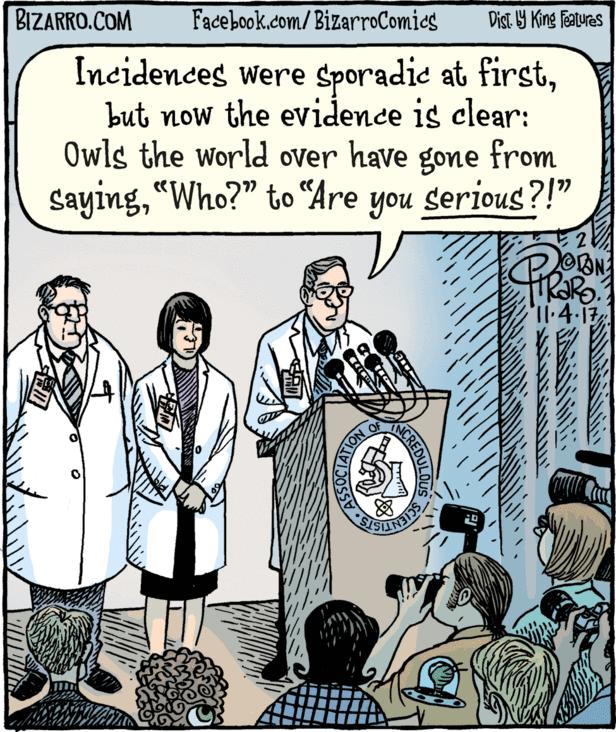 BIZARRO.COM
Facebook.com/BizarroComics
Dist. by King Features
Incidences were sporadic at first,
but now the evidence is clear:
Owls the world over have gone from
saying, "Who?" to "Are you serious?!"
2
© DAN
PIRARO.
11·4·17
ASSOCIATION OF INCREDULOUS SCIENTISTS